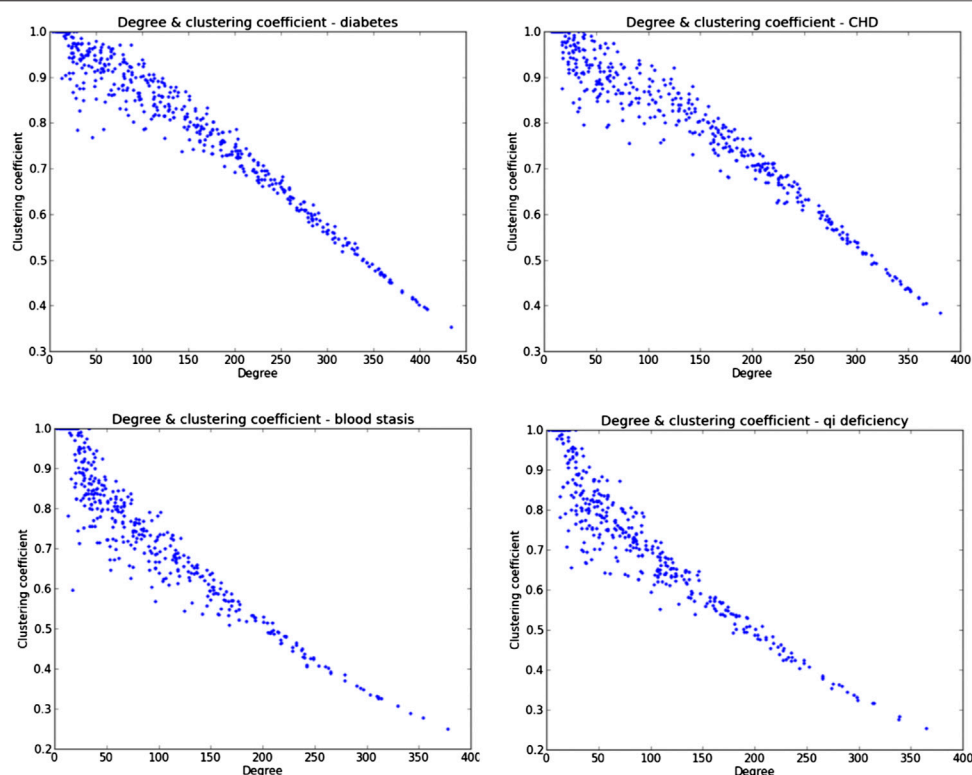 Degree & clustering coefficient - diabetes
Clustering coefficient
1.0
0.9
0.8
0.7
0.6
0.5
0.4
0.3
0 50 100 150 200 250 300 350 400 450
Degree
Degree & clustering coefficient - CHD
Clustering coefficient
1.0
0.9
0.8
0.7
0.6
0.5
0.4
0.3
0 50 100 150 200 250 300 350 400
Degree
Degree & clustering coefficient - blood stasis
Clustering coefficient
1.0
0.9
0.8
0.7
0.6
0.5
0.4
0.3
0.2
0 50 100 150 200 250 300 350 400
Degree
Degree & clustering coefficient - qi deficiency
Clustering coefficient
1.0
0.9
0.8
0.7
0.6
0.5
0.4
0.3
0.2
0 50 100 150 200 250 300 350 400
Degree